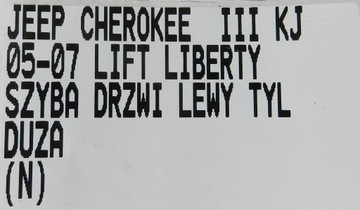 JEEP CHEROKEE III KJ
05-07 LIFT LIBERTY
SZYBA DRZWI LEWY TYL
DUZA
(N)